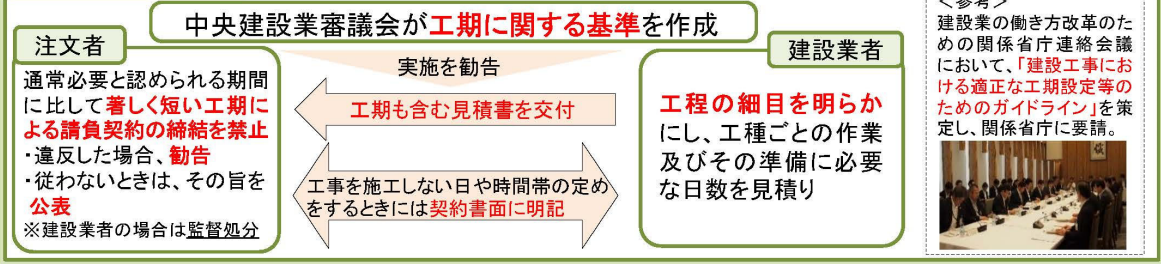 中央建設業審議会が工期に関する基準を作成
注文者
通常必要と認められる期間
に比して著しく短い工期に
よる請負契約の締結を禁止
・違反した場合、勧告
・従わないときは、その旨を
公表
※建設業者の場合は監督処分
実施を勧告
工期も含む見積書を交付
工事を施工しない日や時間帯の定め
をするときには契約書面に明記
建設業者
工程の細目を明らか
にし、工種ごとの作業
及びその準備に必要
な日数を見積り
<参考>
建設業の働き方改革のた
めの関係省庁連絡会議
において、「建設工事にお
ける適正な工期設定等の
ためのガイドライン」を策
定し、関係省庁に要請。